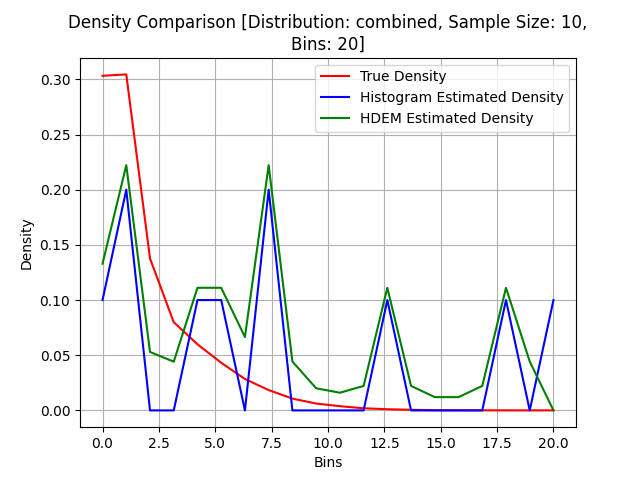 Density Comparison [Distribution: combined, Sample Size: 10,
Bins: 20]
True Density
Histogram Estimated Density
HDEM Estimated Density
Density
0.30
0.25
0.20
0.15
0.10
0.05
0.00
0.0 2.5 5.0 7.5 10.0 12.5 15.0 17.5 20.0
Bins